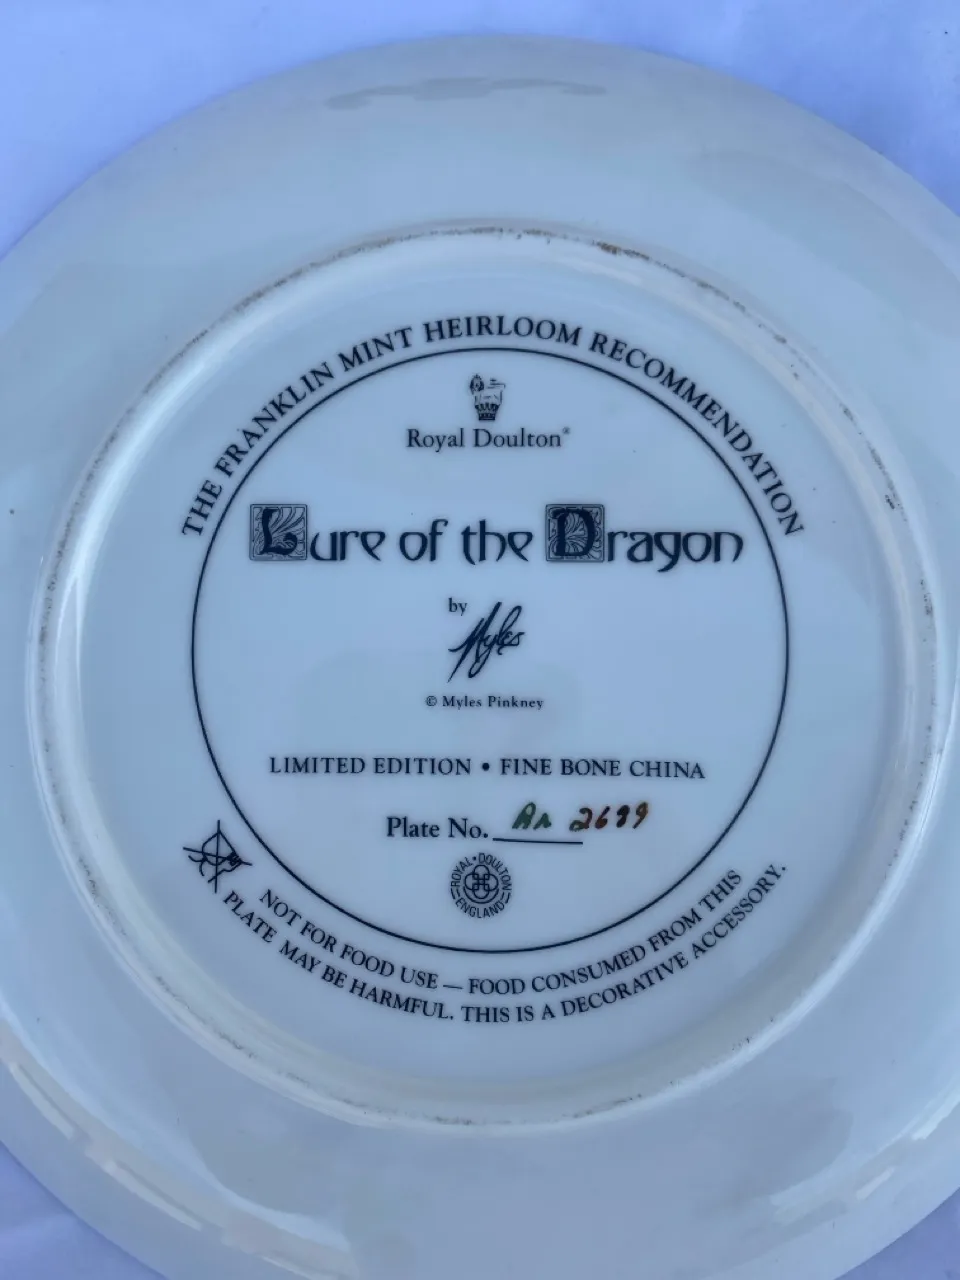 THE FRANKLIN MINT HEIRLOOM RECOMMENDATION
Royal Doulton®
Lure of the Dragon
by Myles
© Myles Pinkney
LIMITED EDITION • FINE BONE CHINA
Plate No.
ROYAL • DOULTON
ENGLAND
NOT FOR FOOD USE — FOOD CONSUMED FROM THIS
PLATE MAY BE HARMFUL. THIS IS A DECORATIVE ACCESSORY.